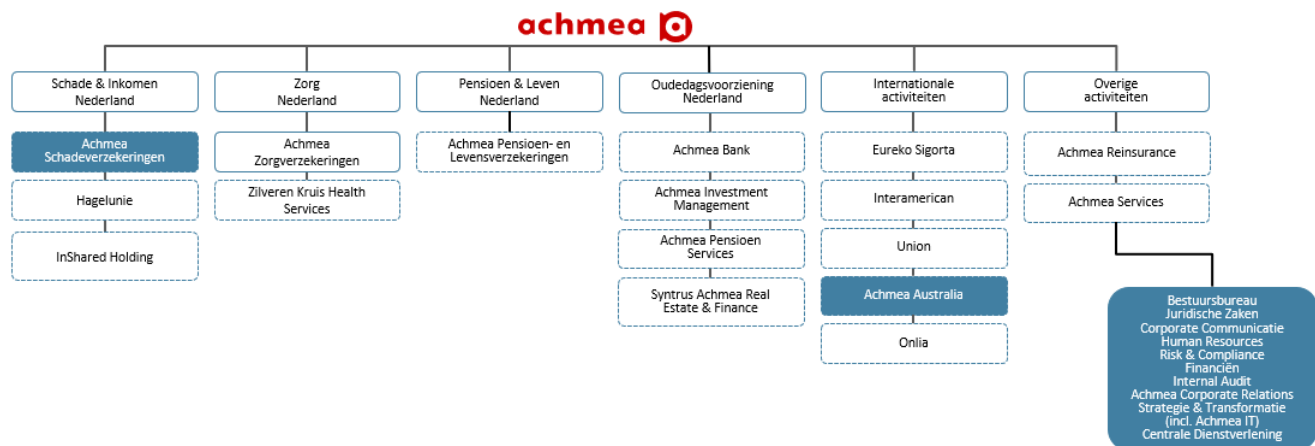 achmea
Schade & Inkomen
Nederland
Achmea
Schadeverzekeringen
Hagelunie
InShared Holding
Zorg
Nederland
Achmea
Zorgverzekeringen
Zilveren Kruis Health
Services
Pensioen & Leven
Nederland
Achmea Pensioen- en
Levensverzekeringen
Oudedagsvoorziening
Nederland
Achmea Bank
Achmea Investment
Management
Achmea Pensioen
Services
Syntrus Achmea Real
Estate & Finance
Internationale
activiteiten
Eureko Sigorta
Interamerican
Union
Achmea Australia
Onlia
Overige
activiteiten
Achmea Reinsurance
Achmea Services
Bestuursbureau
Juridische Zaken
Corporate Communicatie
Human Resources
Risk & Compliance
Financiën
Internal Audit
Achmea Corporate Relations
Strategie & Transformatie
(incl. Achmea IT)
Centrale Dienstverlening